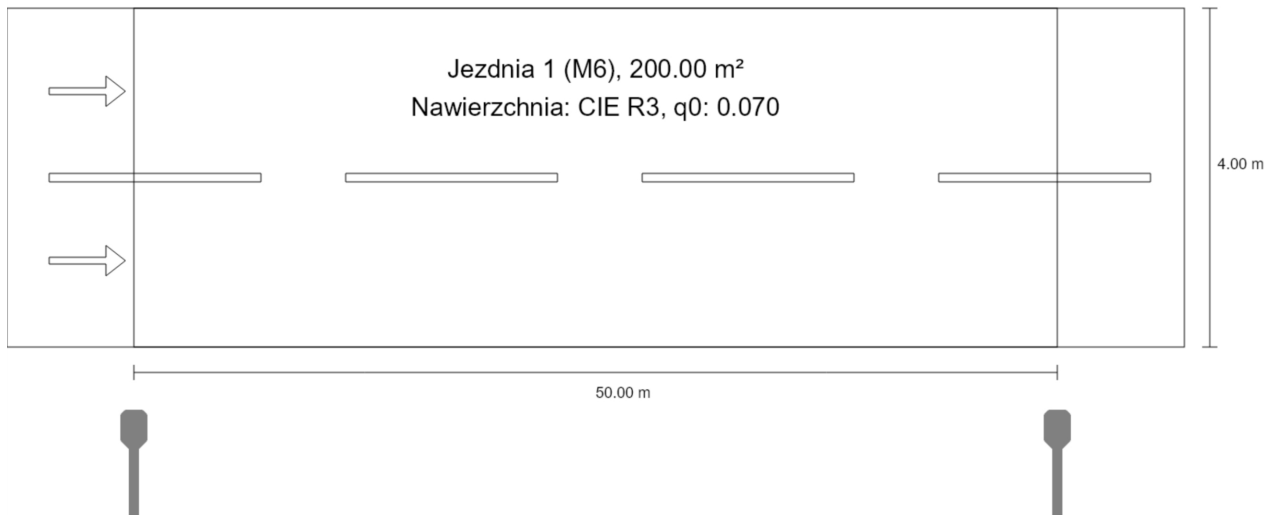 Jezdnia 1 (M6), 200.00 m²
Nawierzchnia: CIE R3, q0: 0.070
4.00 m
50.00 m